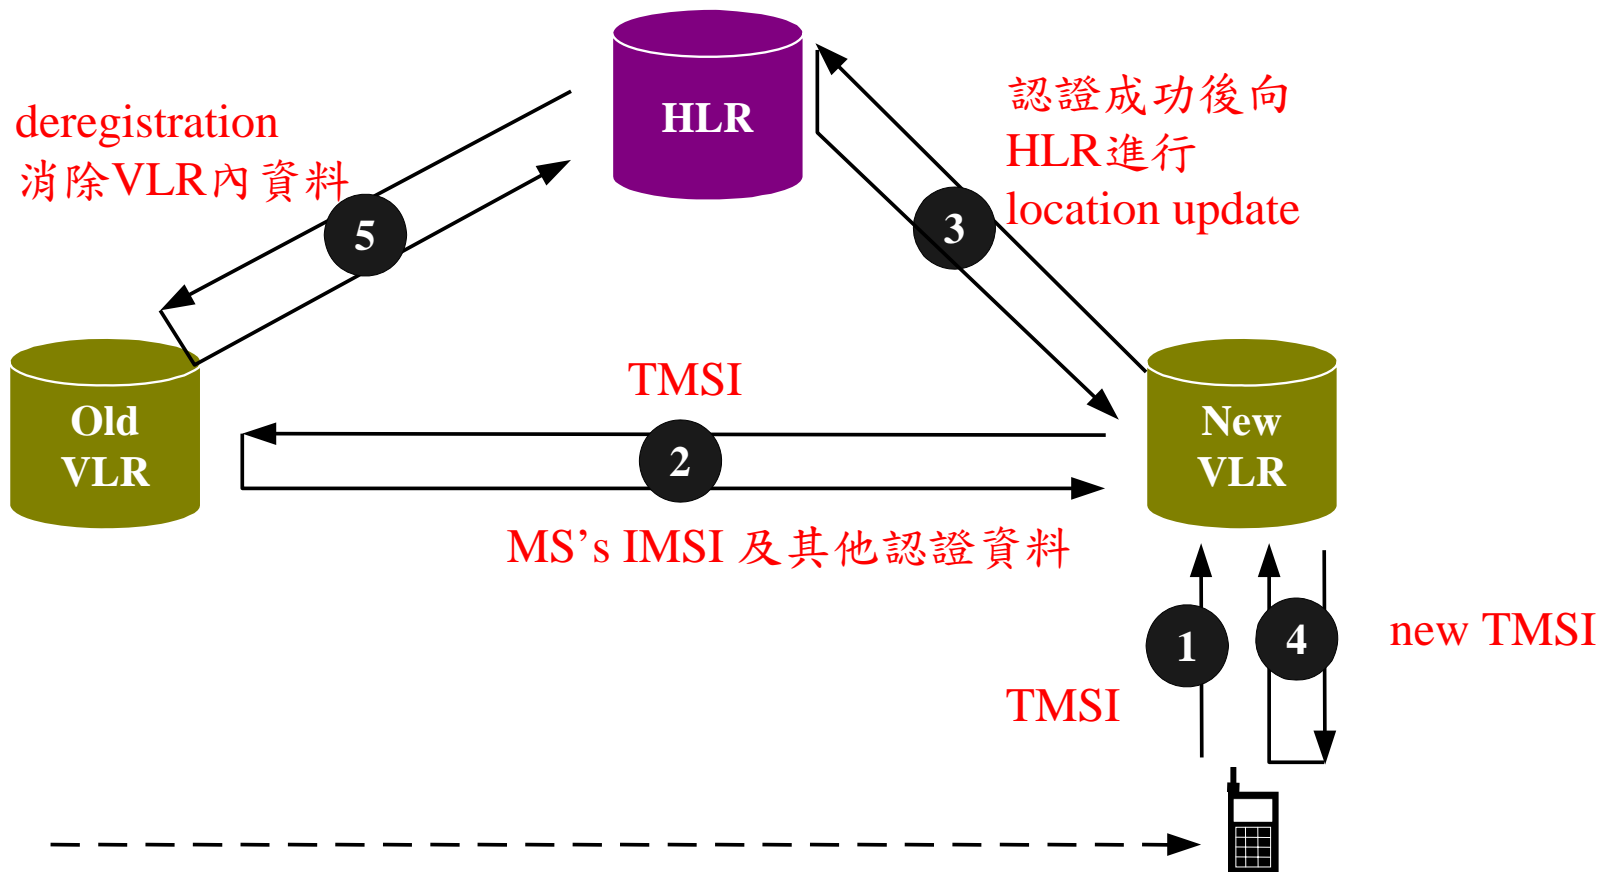 HLR
認證成功後向
HLR進行
location update
deregistration
消除VLR內資料
5
3
TMSI
Old
VLR
2
New
VLR
MS’s IMSI 及其他認證資料
1
4
new TMSI
TMSI